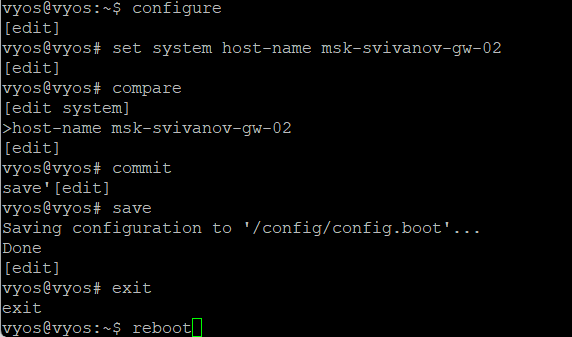 vyos@vyos:~$ configure
[edit]
vyos@vyos# set system host-name msk-svivanov-gw-02
[edit]
vyos@vyos# compare
[edit system]
>host-name msk-svivanov-gw-02
[edit]
vyos@vyos# commit
save'[edit]
vyos@vyos# save
Saving configuration to '/config/config.boot'...
Done
[edit]
vyos@vyos# exit
exit
vyos@vyos:~$ reboot